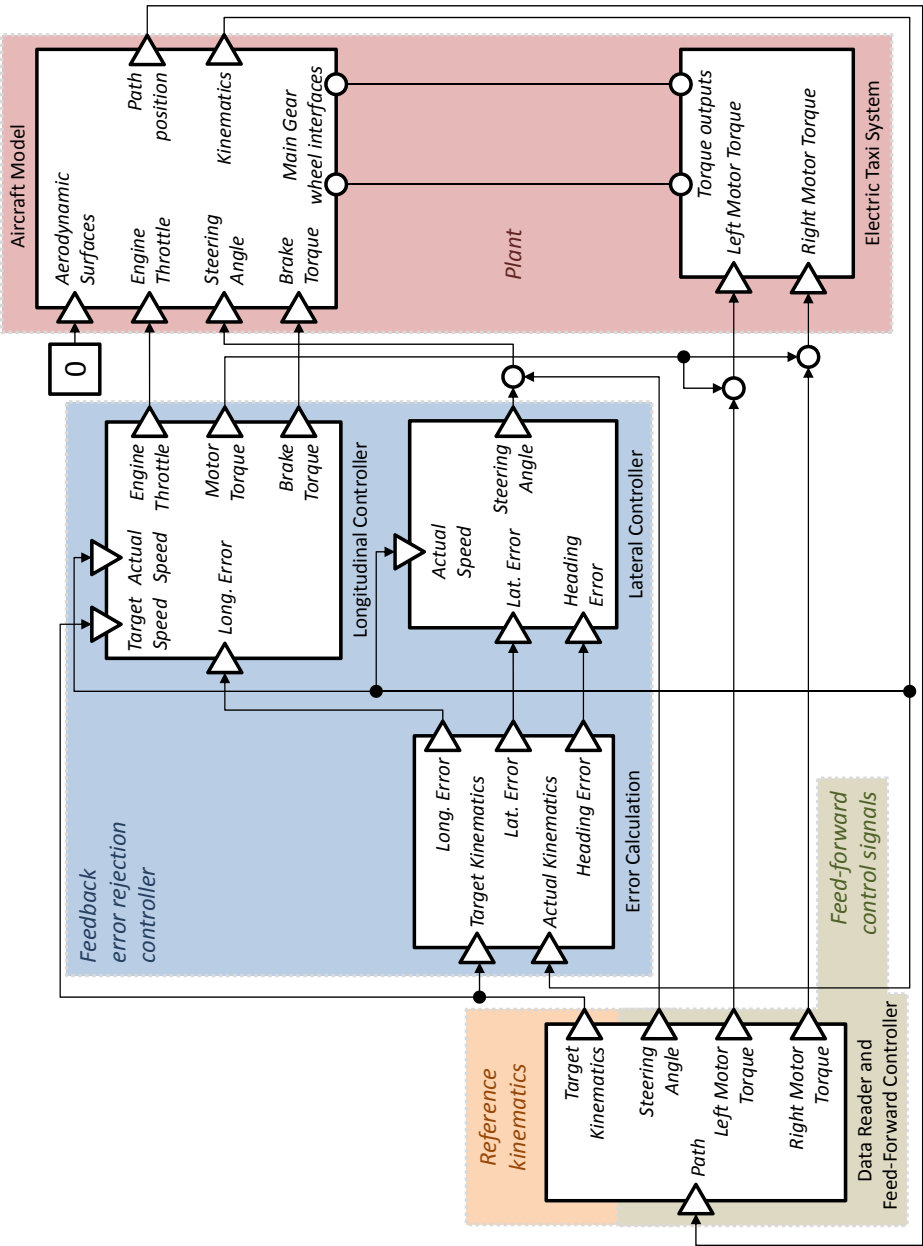 Reference
kinematics
Path
Target
Kinematics
Steering
Angle
Left Motor
Torque
Right Motor
Torque
Data Reader and
Feed-Forward Controller
Feed-forward
control signals
Feedback
error rejection
controller
Target Kinematics
Actual Kinematics
Long. Error
Lat. Error
Heading Error
Error Calculation
Target
Speed
Actual
Speed
Long. Error
Engine
Throttle
Motor
Torque
Brake
Torque
Longitudinal Controller
Actual
Speed
Lat. Error
Heading
Error
Steering
Angle
Lateral Controller
0
Aircraft Model
Aerodynamic
Surfaces
Engine
Throttle
Steering
Angle
Brake
Torque
Path
position
Kinematics
Main Gear
wheel interfaces
Plant
Torque outputs
Left Motor Torque
Right Motor Torque
Electric Taxi System